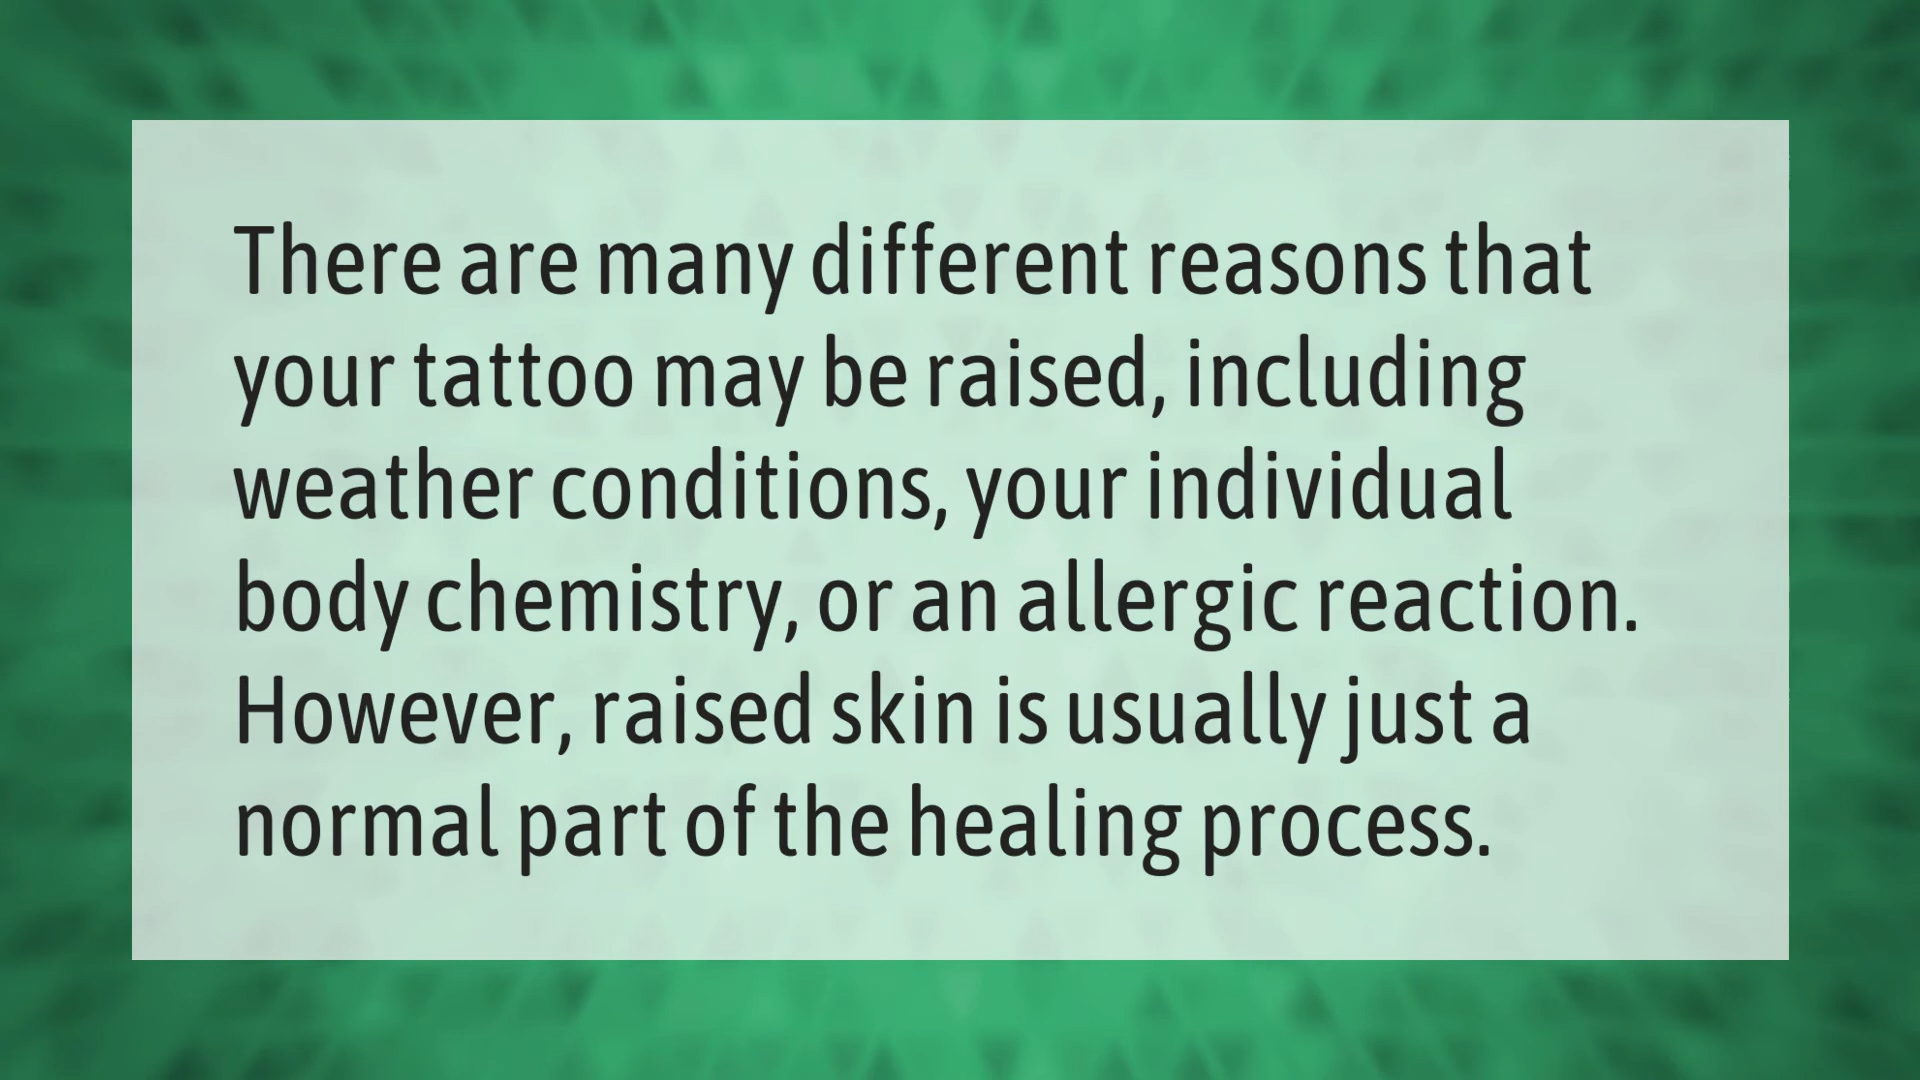 There are many different reasons that
your tattoo may be raised, including
weather conditions, your individual
body chemistry, or an allergic reaction.
However, raised skin is usually just a
normal part of the healing process.